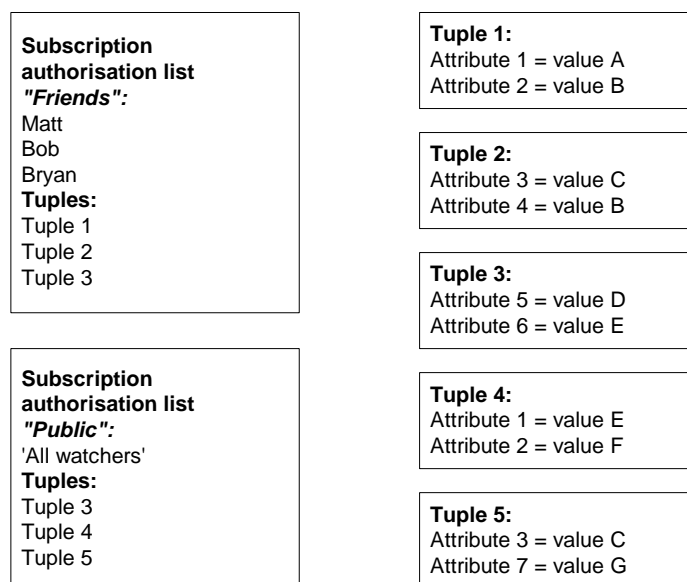 Subscription
authorisation list
"Friends":
Matt
Bob
Bryan
Tuples:
Tuple 1
Tuple 2
Tuple 3
Subscription
authorisation list
"Public":
'All watchers'
Tuples:
Tuple 3
Tuple 4
Tuple 5
Tuple 1:
Attribute 1 = value A
Attribute 2 = value B
Tuple 2:
Attribute 3 = value C
Attribute 4 = value B
Tuple 3:
Attribute 5 = value D
Attribute 6 = value E
Tuple 4:
Attribute 1 = value E
Attribute 2 = value F
Tuple 5:
Attribute 3 = value C
Attribute 7 = value G